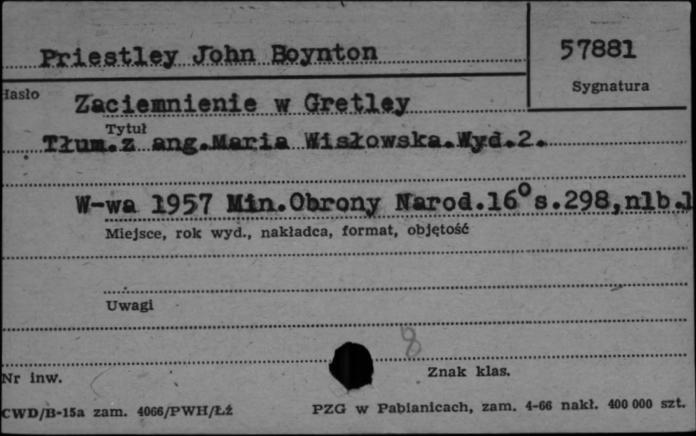 Priestley John Boynton
57881
Sygnatura
Hasło
Zaciemnienie w Gretley
Tytuł
Tłum.z ang.Maria Wisłowska.Wyd.2.
W-wa 1957 Min.Obrony Narod.16° s.298,nlb.1
Miejsce, rok wyd., nakładca, format, objętość
Uwagi
8
Nr inw.
Znak klas.
CWD/B-15a zam. 4066/PWH/Łź
PZG w Pabianicach, zam. 4-66 nakł. 400 000 szt.